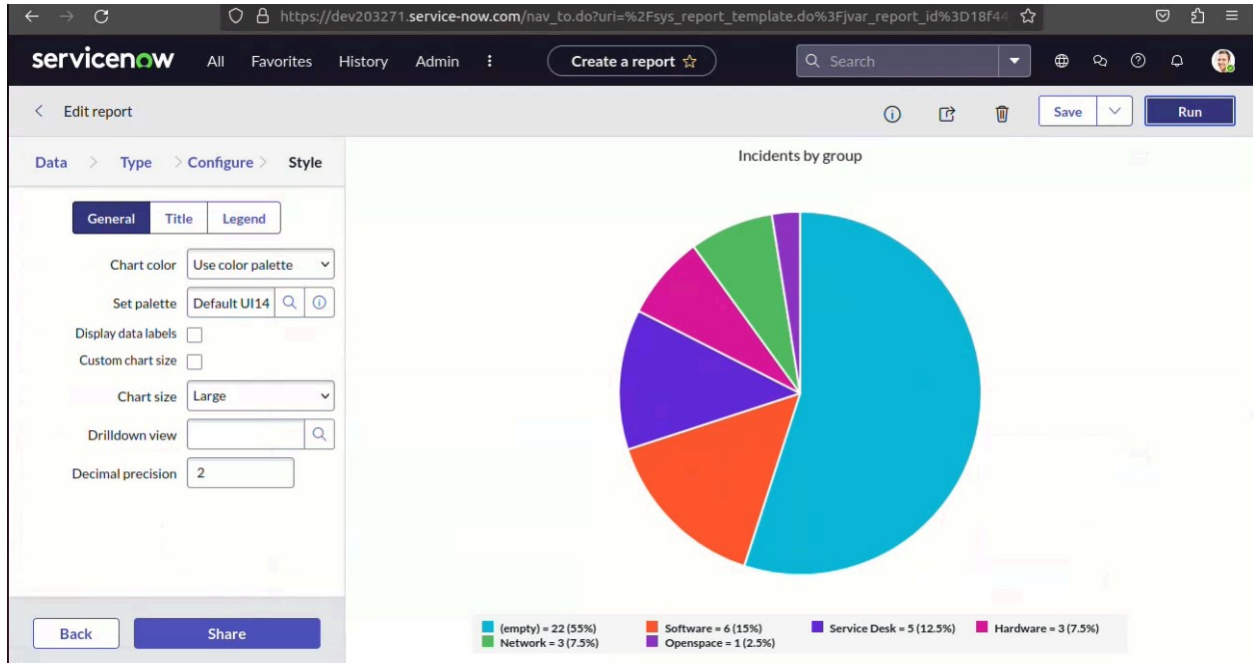 https://dev203271.service-now.com/nav_to.do?uri=%2Fsys_report_template.do%3Fjvar_report_id%3D18f44
servicenow All Favorites History Admin Create a report Search
Edit report Save Run
Data > Type > Configure > Style
General Title Legend
Chart color Use color palette
Set palette Default UI14
Display data labels
Custom chart size
Chart size Large
Drilldown view
Decimal precision 2
Back Share
Incidents by group
(empty) = 22 (55%) Software = 6 (15%) Service Desk = 5 (12.5%) Hardware = 3 (7.5%)
Network = 3 (7.5%) Openspace = 1 (2.5%)